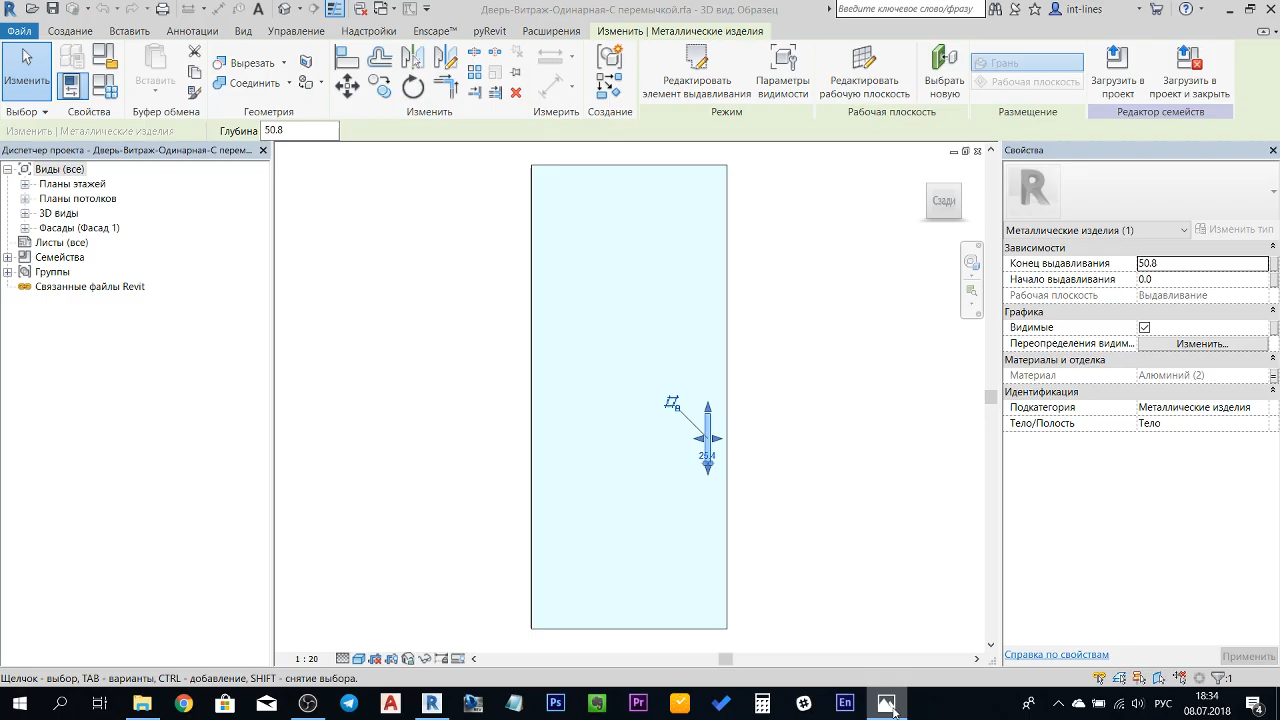 Дверь-Витраж-Одинарная-С перемычкой.rfa - 3D вид: Образец
Введите ключевое слово/фразу
int-lines
Файл
Создание
Вставить
Аннотации
Вид
Управление
Надстройки
Enscape™
pyRevit
Расширения
Изменить | Металлические изделия
Изменить
Вставить
Вырезать
Соединить
Редактировать
элемент выдавливания
Параметры
видимости
Редактировать
рабочую плоскость
Выбрать
новую
Грань
Рабочая плоскость
Загрузить в
проект
Загрузить в
проект и закрыть
Выбор
Свойства
Буфер обмена
Геометрия
Изменить
Измерить
Создание
Режим
Рабочая плоскость
Размещение
Редактор семейств
Изменить | Металлические изделия
Глубина
50.8
Диспетчер проекта - Дверь-Витраж-Одинарная-С перем...
Виды (все)
Планы этажей
Планы потолков
3D виды
Фасады (Фасад 1)
Листы (все)
Семейства
Группы
Связанные файлы Revit
Сзади
25.4
Свойства
Металлические изделия (1)
Изменить тип
Зависимости
Конец выдавливания 50.8
Начало выдавливания 0.0
Рабочая плоскость Выдавливание
Графика
Видимые
Переопределения видим... Изменить...
Материалы и отделка
Материал Алюминий (2)
Идентификация
Подкатегория Металлические изделия
Тело/Полость Тело
Справка по свойствам
Применить
1 : 20
Щелчок - выбор, TAB - варианты, CTRL - добавление, SHIFT - снятие выбора.
:1
Ps
Pr
En
РУС
18:34
08.07.2018
4